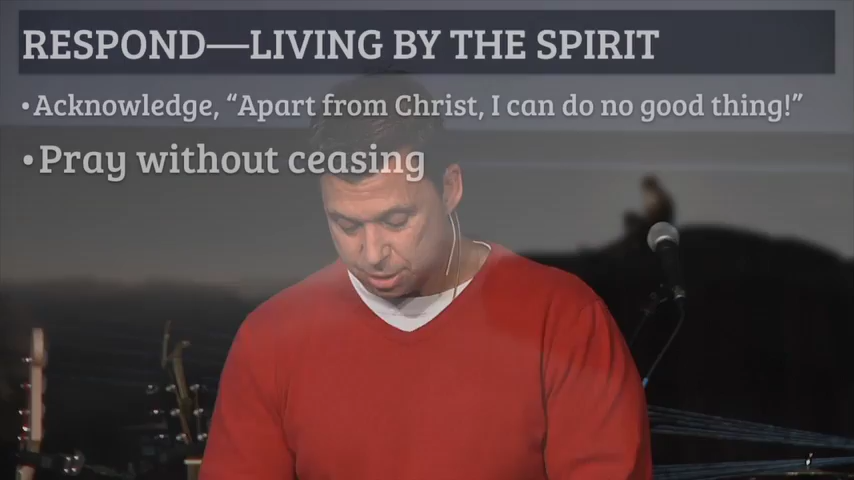 RESPOND—LIVING BY THE SPIRIT
•Acknowledge, “Apart from Christ, I can do no good thing!”
•Pray without ceasing